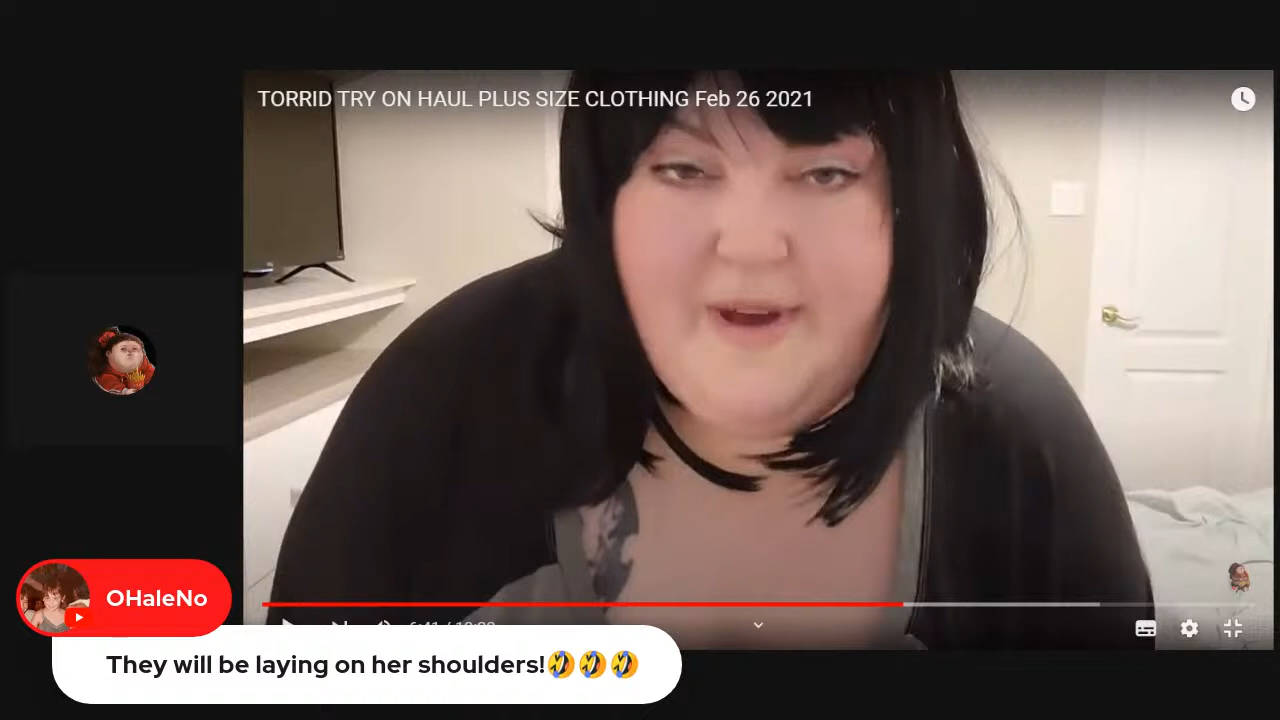 TORRID TRY ON HAUL PLUS SIZE CLOTHING Feb 26 2021
OHaleNo
They will be laying on her shoulders!🤣🤣🤣